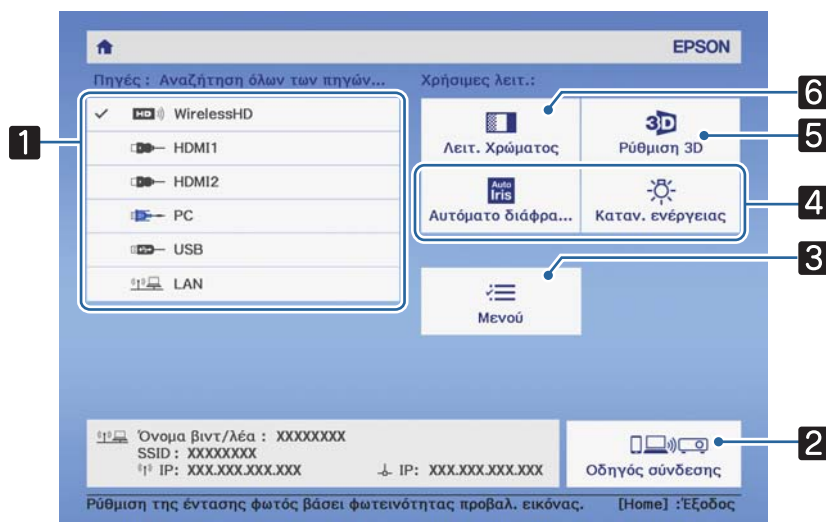 EPSON
Πηγές : Αναζήτηση όλων των πηγών...
Χρήσιμες λειτ.:
1
WirelessHD
HDMI1
HDMI2
PC
USB
LAN
6
Λειτ. Χρώματος
3D
Ρύθμιση 3D
5
Auto Iris
Αυτόματο διάφρα...
Καταν. ενέργειας
4
3
Μενού
Όνομα βιντ/λέα : XXXXXXXX
SSID : XXXXXXXX
IP: XXX.XXX.XXX.XXX
IP: XXX.XXX.XXX.XXX
2
Οδηγός σύνδεσης
Ρύθμιση της έντασης φωτός βάσει φωτεινότητας προβαλ. εικόνας.
[Home] :Έξοδος